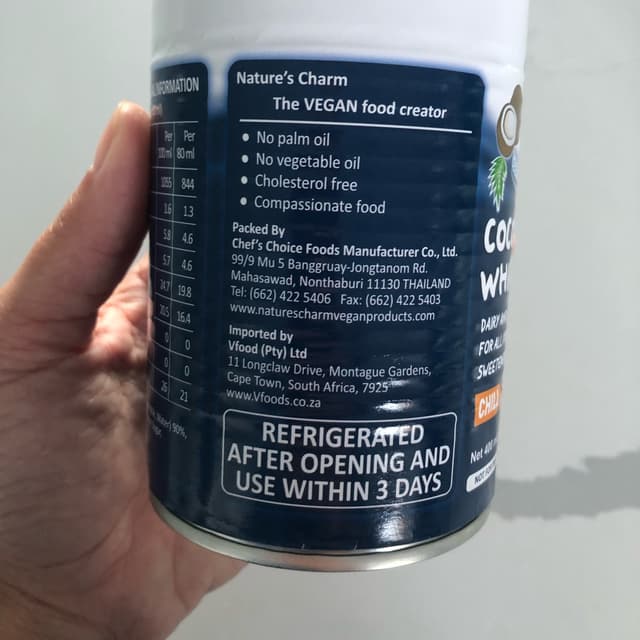 INFORMATION
Per Per
100 ml 80 ml
1055 844
1.6 1.3
5.8 4.6
5.7 4.6
24.7 19.8
20.5 16.4
0 0
0 0
26 21
90%,
Nature's Charm
The VEGAN food creator
• No palm oil
• No vegetable oil
• Cholesterol free
• Compassionate food
Packed By
Chef's Choice Foods Manufacturer Co., Ltd.
99/9 Mu 5 Banggruay-Jongtanom Rd.
Mahasawad, Nonthaburi 11130 THAILAND
Tel: (662) 422 5406 Fax: (662) 422 5403
www.naturescharmveganproducts.com
Imported by
Vfood (Pty) Ltd
11 Longclaw Drive, Montague Gardens,
Cape Town, South Africa, 7925
www.Vfoods.co.za
REFRIGERATED
AFTER OPENING AND
USE WITHIN 3 DAYS
COC
WH
DAIRY
FOR
SWEETEN
CHILL
Net 400
NOT FO